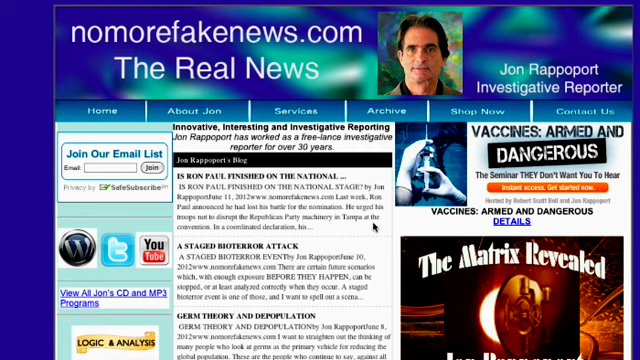 nomorefakenews.com
The Real News
Jon Rappoport
Investigative Reporter
Home
About Jon
Services
Archive
Shop Now
Contact Us
Join Our Email List
Email:
Join
Privacy by SafeSubscribe
You
Tube
View All Jon's CD and MP3
Programs
LOGIC & ANALYSIS
Innovative, Interesting and Investigative Reporting
Jon Rappoport has worked as a free-lance investigative
reporter for over 30 years.
Jon Rappoport's Blog
IS RON PAUL FINISHED ON THE NATIONAL ...
IS RON PAUL FINISHED ON THE NATIONAL STAGE? by Jon
RappoportJune 11, 2012www.nomorefakenews.com Last week, Ron
Paul announced he had lost his battle for the nomination. He urged his
troops not to disrupt the Republican Party machinery in Tampa at the
convention. In a coordinated declaration, his...
A STAGED BIOTERROR ATTACK
A STAGED BIOTERROR EVENTby Jon RappoportJune10,
2012www.nomorefakenews.com There are certain future scenarios
which, with enough exposure BEFORE THEY HAPPEN, can be
stopped, or at least analyzed correctly when they occur. A staged
bioterror event is one of those, and I want to spell out a scena...
GERM THEORY AND DEPOPULATION
GERM THEORY AND DEPOPULATIONby Jon RappoportJune8,
2012www.nomorefakenews.com I want to straighten out the thinking of
many people who look at germs as the primary vehicle for reducing the
global population. These are the people who continue to say, against all
VACCINES: ARMED AND
DANGEROUS
The Seminar THEY Don't Want You To Hear
Instant access. Get started now.
Hosted by Robert Scott Bell and Jon Rappoport
VACCINES: ARMED AND DANGEROUS
DETAILS
The Matrix Revealed
Jon Rappoport